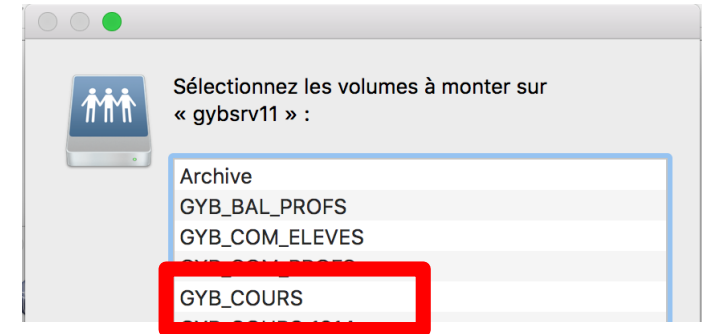 Sélectionnez les volumes à monter sur
« gybsrv11 » :
Archive
GYB_BAL_PROFS
GYB_COM_ELEVES
GYB_COURS